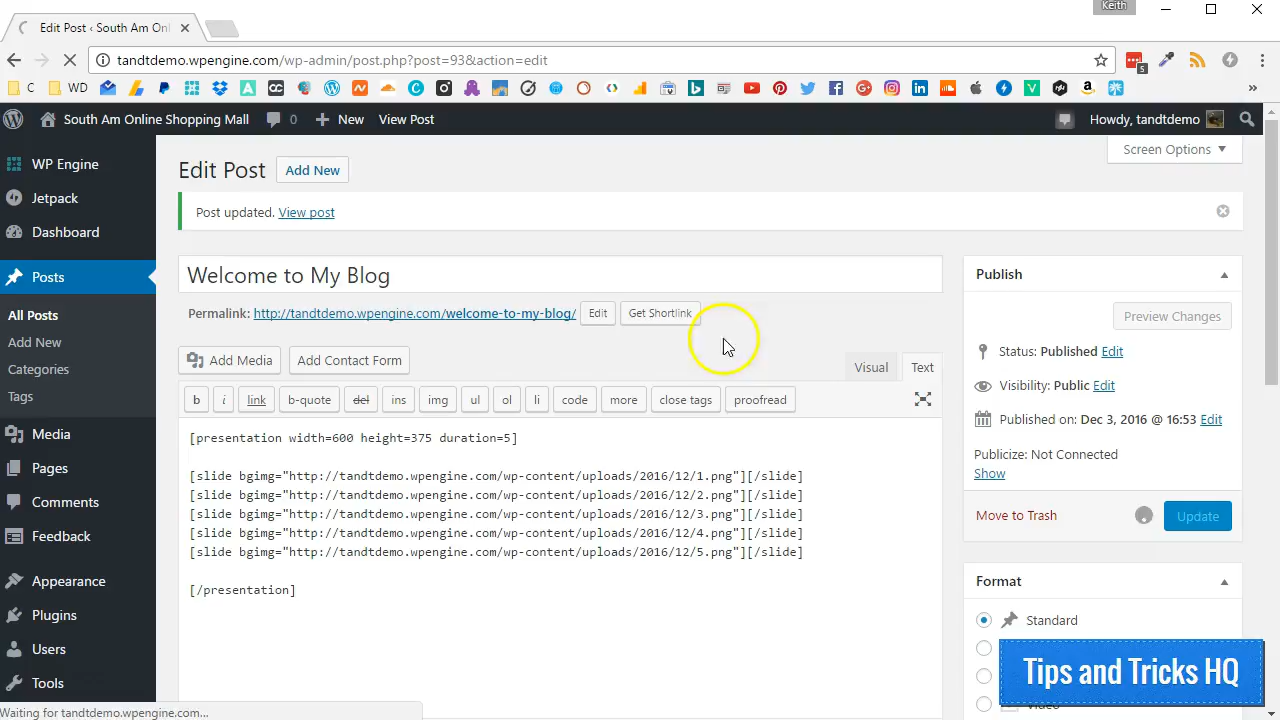 Keith
Edit Post ‹ South Am Onl
tandtdemo.wpengine.com/wp-admin/post.php?post=93&action=edit
5
C
WD
South Am Online Shopping Mall
0
New
View Post
Howdy, tandtdemo
WP Engine
Jetpack
Dashboard
Posts
All Posts
Add New
Categories
Tags
Media
Pages
Comments
Feedback
Appearance
Plugins
Users
Tools
Screen Options
Edit Post
Add New
Post updated. View post
Welcome to My Blog
Permalink: http://tandtdemo.wpengine.com/welcome-to-my-blog/ Edit Get Shortlink
Add Media
Add Contact Form
Visual
Text
b
i
link
b-quote
del
ins
img
ul
ol
li
code
more
close tags
proofread
[presentation width=600 height=375 duration=5]
[slide bgimg="http://tandtdemo.wpengine.com/wp-content/uploads/2016/12/1.png"][/slide]
[slide bgimg="http://tandtdemo.wpengine.com/wp-content/uploads/2016/12/2.png"][/slide]
[slide bgimg="http://tandtdemo.wpengine.com/wp-content/uploads/2016/12/3.png"][/slide]
[slide bgimg="http://tandtdemo.wpengine.com/wp-content/uploads/2016/12/4.png"][/slide]
[slide bgimg="http://tandtdemo.wpengine.com/wp-content/uploads/2016/12/5.png"][/slide]
[/presentation]
Publish
Preview Changes
Status: Published Edit
Visibility: Public Edit
Published on: Dec 3, 2016 @ 16:53 Edit
Publicize: Not Connected
Show
Move to Trash
Update
Format
Standard
Tips and Tricks HQ
Waiting for tandtdemo.wpengine.com...